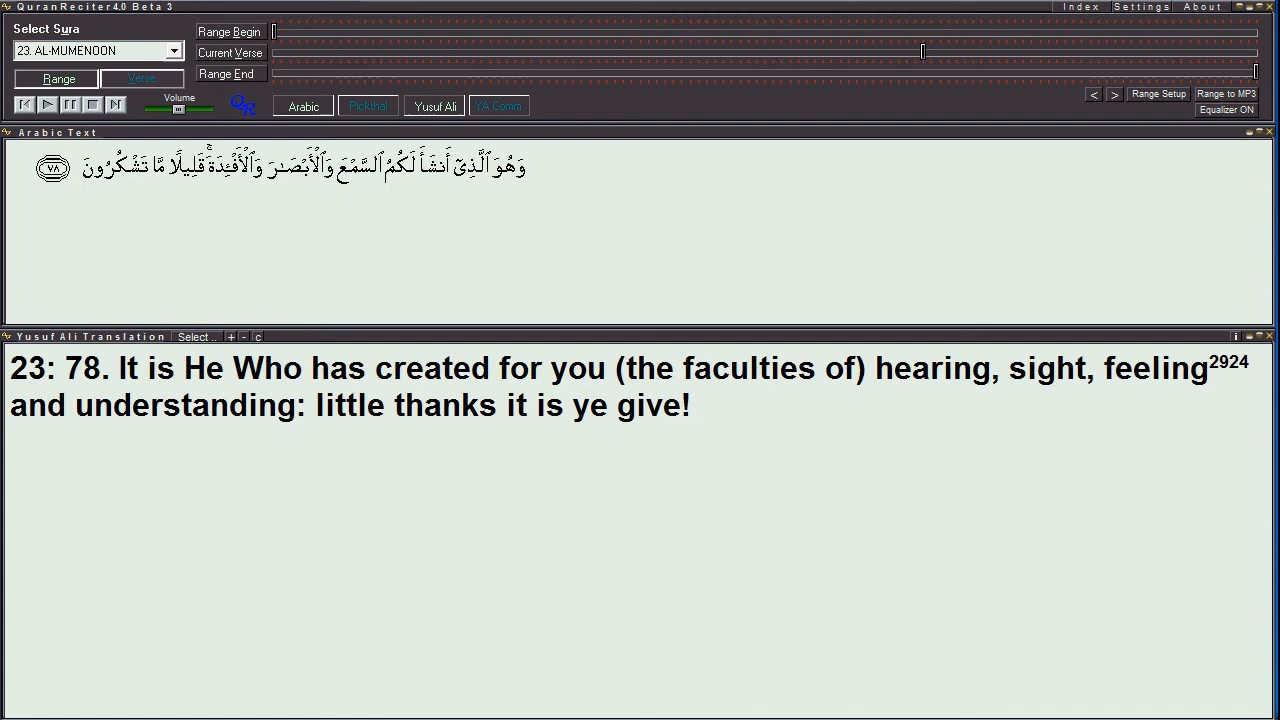 QuranReciter4.0 Beta 3
Index
Settings
About
Select Sura
23. AL-MUMENOON
Range
Verse
Volume
QR
Range Begin
Current Verse
Range End
Arabic
Pickthal
Yusuf Ali
YA Comm.
<
>
Range Setup
Range to MP3
Equalizer ON
Arabic Text
وَهُوَ ٱلَّذِىٓ أَنشَأَ لَكُمُ ٱلسَّمْعَ وَٱلْأَبْصَـٰرَ وَٱلْأَفْـِٔدَةَ ۚ قَلِيلًا مَّا تَشْكُرُونَ ٧٨
Yusuf Ali Translation
Select ..
+
-
c
i
23: 78. It is He Who has created for you (the faculties of) hearing, sight, feeling2924
and understanding: little thanks it is ye give!